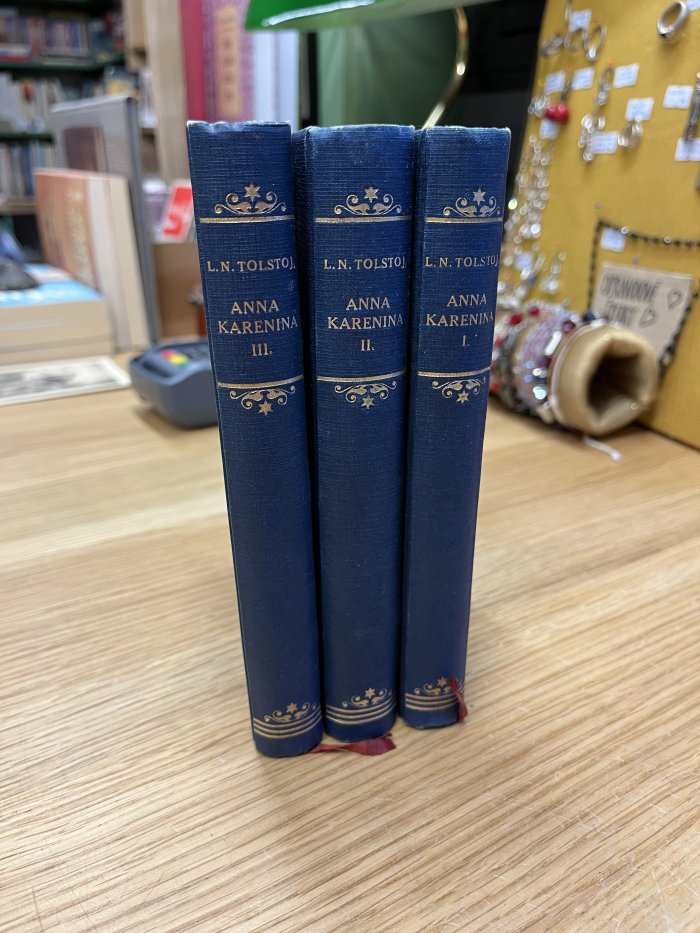 L. N. TOLSTOJ.
ANNA
KARENINA
III.
L. N. TOLSTOJ.
ANNA
KARENINA
II.
L. N. TOLSTOJ.
ANNA
KARENINA
I.